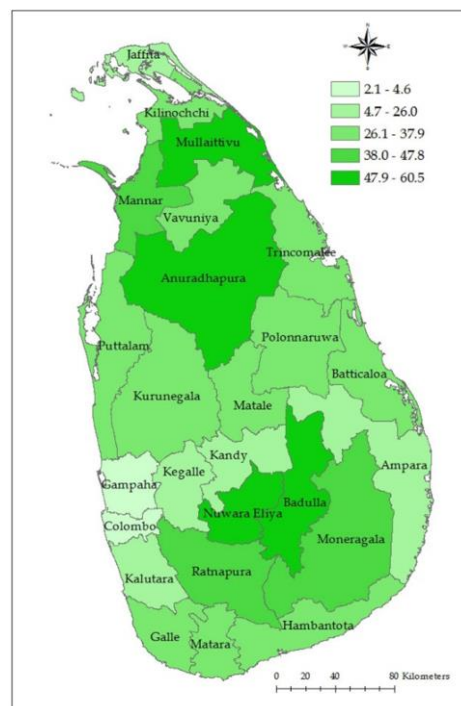 Jaffna
2.1 - 4.6
4.7 - 26.0
26.1 - 37.9
38.0 - 47.8
47.9 - 60.5
Kilinochchi
Mullaittivu
Mannar
Vavuniya
Trincomalee
Anuradhapura
Puttalam
Polonnaruwa
Batticaloa
Kurunegala
Matale
Kandy
Ampara
Kegalle
Gampaha
Badulla
Nuwara Eliya
Colombo
Moneragala
Ratnapura
Kalutara
Hambantota
Galle
Matara
0 10 20 40 60 80 Kilometers